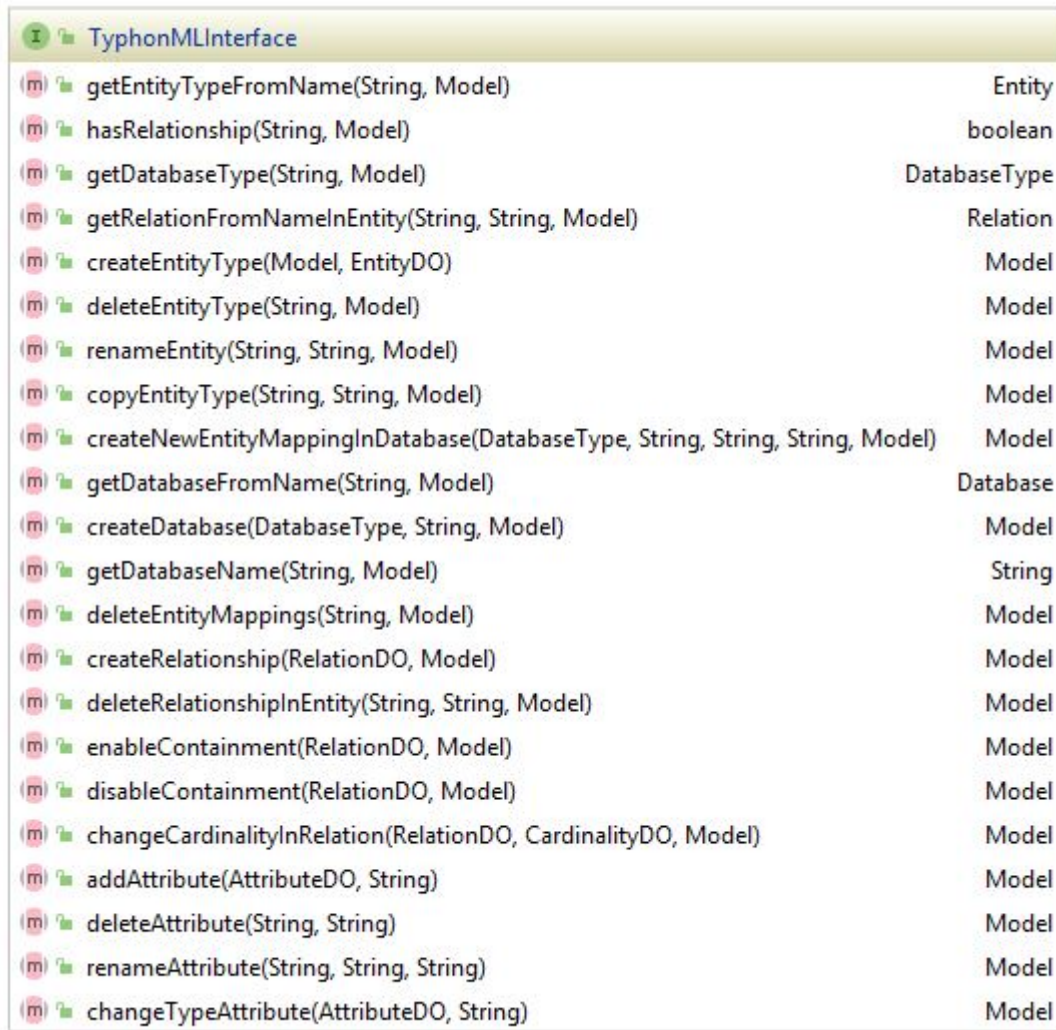 I TyphonMLInterface
m getEntityTypeFromName(String, Model) Entity
m hasRelationship(String, Model) boolean
m getDatabaseType(String, Model) DatabaseType
m getRelationFromNameInEntity(String, String, Model) Relation
m createEntityType(Model, EntityDO) Model
m deleteEntityType(String, Model) Model
m renameEntity(String, String, Model) Model
m copyEntityType(String, String, Model) Model
m createNewEntityMappingInDatabase(DatabaseType, String, String, String, Model) Model
m getDatabaseFromName(String, Model) Database
m createDatabase(DatabaseType, String, Model) Model
m getDatabaseName(String, Model) String
m deleteEntityMappings(String, Model) Model
m createRelationship(RelationDO, Model) Model
m deleteRelationshipInEntity(String, String, Model) Model
m enableContainment(RelationDO, Model) Model
m disableContainment(RelationDO, Model) Model
m changeCardinalityInRelation(RelationDO, CardinalityDO, Model) Model
m addAttribute(AttributeDO, String) Model
m deleteAttribute(String, String) Model
m renameAttribute(String, String, String) Model
m changeTypeAttribute(AttributeDO, String) Model